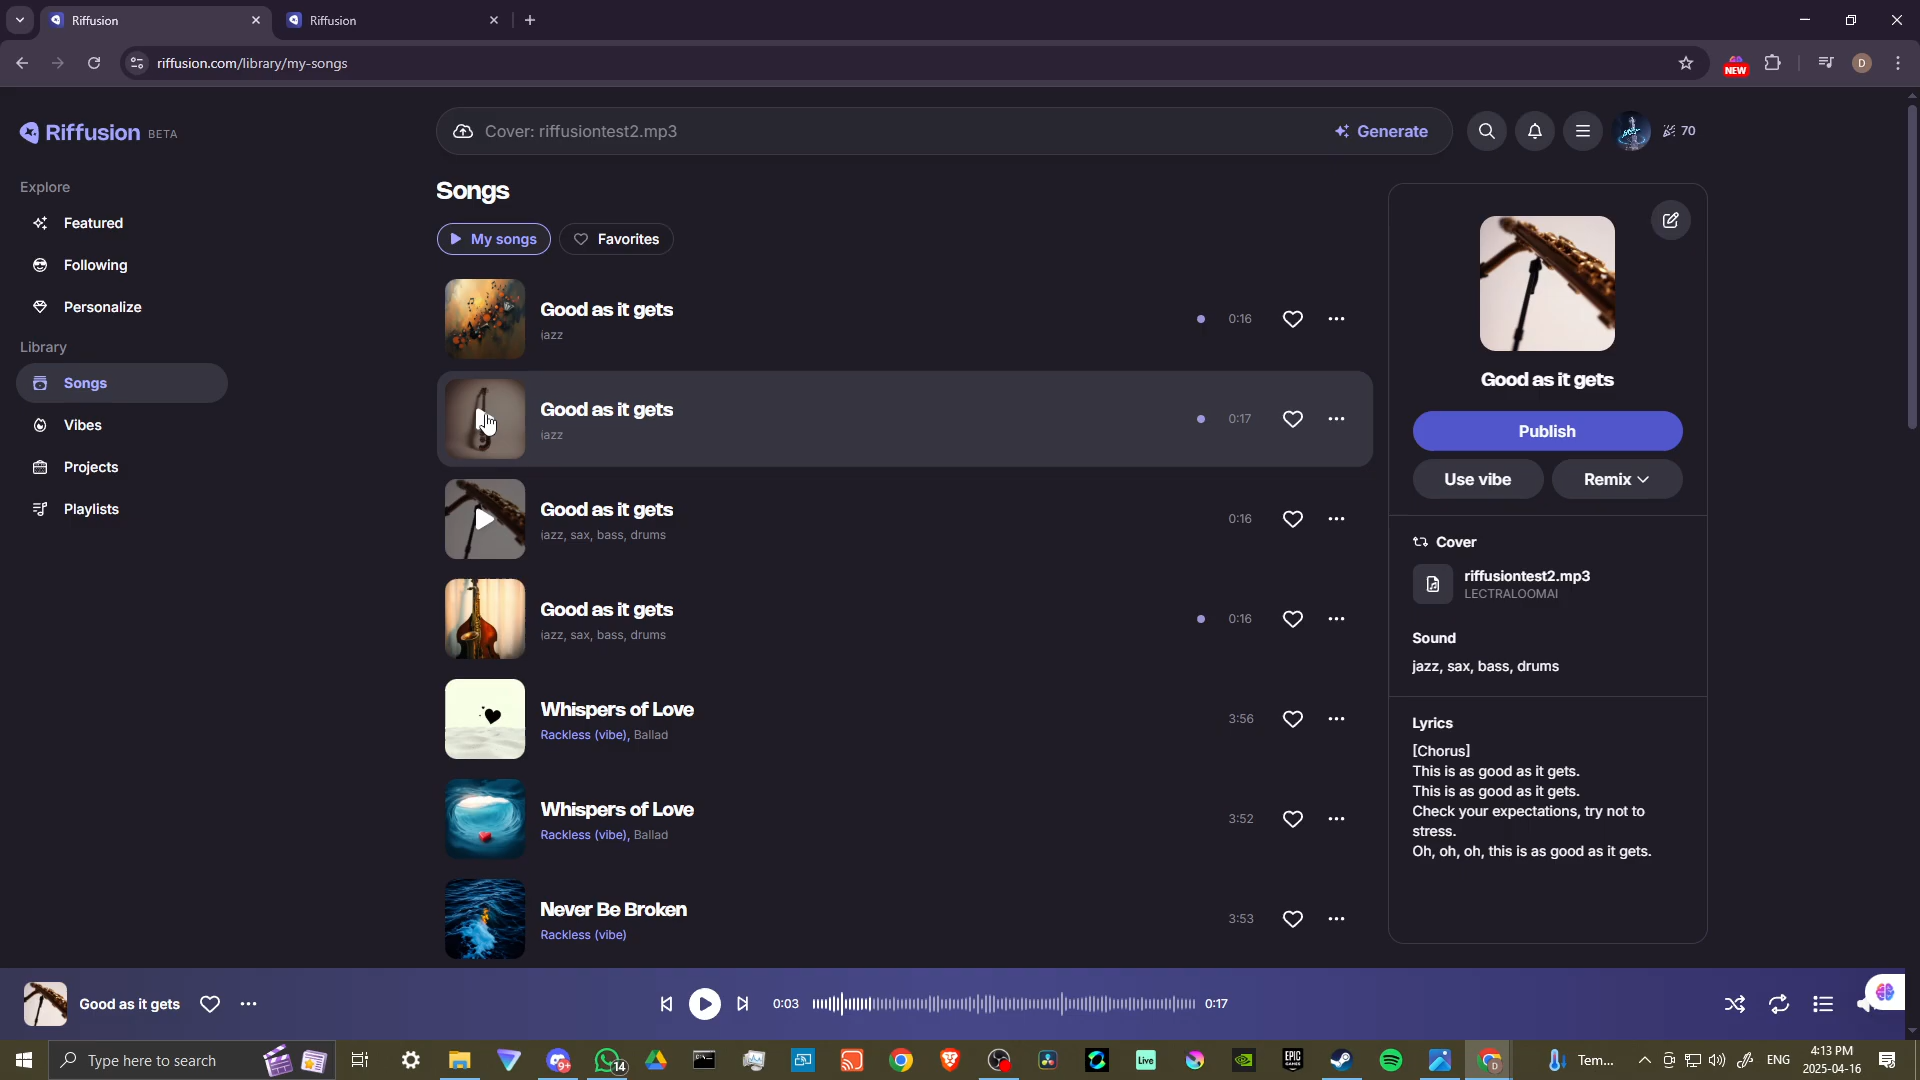 Riffusion
Riffusion
riffusion.com/library/my-songs
NEW
D
Riffusion BETA
Cover: riffusiontest2.mp3
Generate
70
Explore
Featured
Following
Personalize
Library
Songs
Vibes
Projects
Playlists
Songs
My songs
Favorites
Good as it gets
jazz
0:16
Good as it gets
jazz
0:17
Good as it gets
jazz, sax, bass, drums
0:16
Good as it gets
jazz, sax, bass, drums
0:16
Whispers of Love
Rackless (vibe), Ballad
3:56
Whispers of Love
Rackless (vibe), Ballad
3:52
Never Be Broken
Rackless (vibe)
3:53
Good as it gets
Publish
Use vibe
Remix
Cover
riffusiontest2.mp3
LECTRALOOMAI
Sound
jazz, sax, bass, drums
Lyrics
[Chorus]
This is as good as it gets.
This is as good as it gets.
Check your expectations, try not to
stress.
Oh, oh, oh, this is as good as it gets.
Good as it gets
0:03
0:17
Type here to search
9+
14
Live
EPIC GAMES
D
Tem...
ENG
4:13 PM
2025-04-16